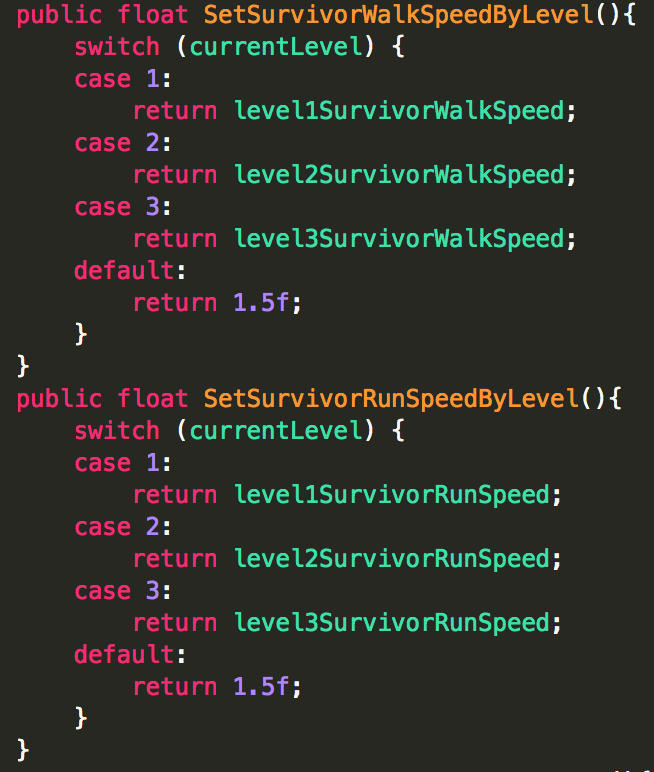 public float SetSurvivorWalkSpeedByLevel(){
switch (currentLevel) {
case 1:
return level1SurvivorWalkSpeed;
case 2:
return level2SurvivorWalkSpeed;
case 3:
return level3SurvivorWalkSpeed;
default:
return 1.5f;
}
}
public float SetSurvivorRunSpeedByLevel(){
switch (currentLevel) {
case 1:
return level1SurvivorRunSpeed;
case 2:
return level2SurvivorRunSpeed;
case 3:
return level3SurvivorRunSpeed;
default:
return 1.5f;
}
}